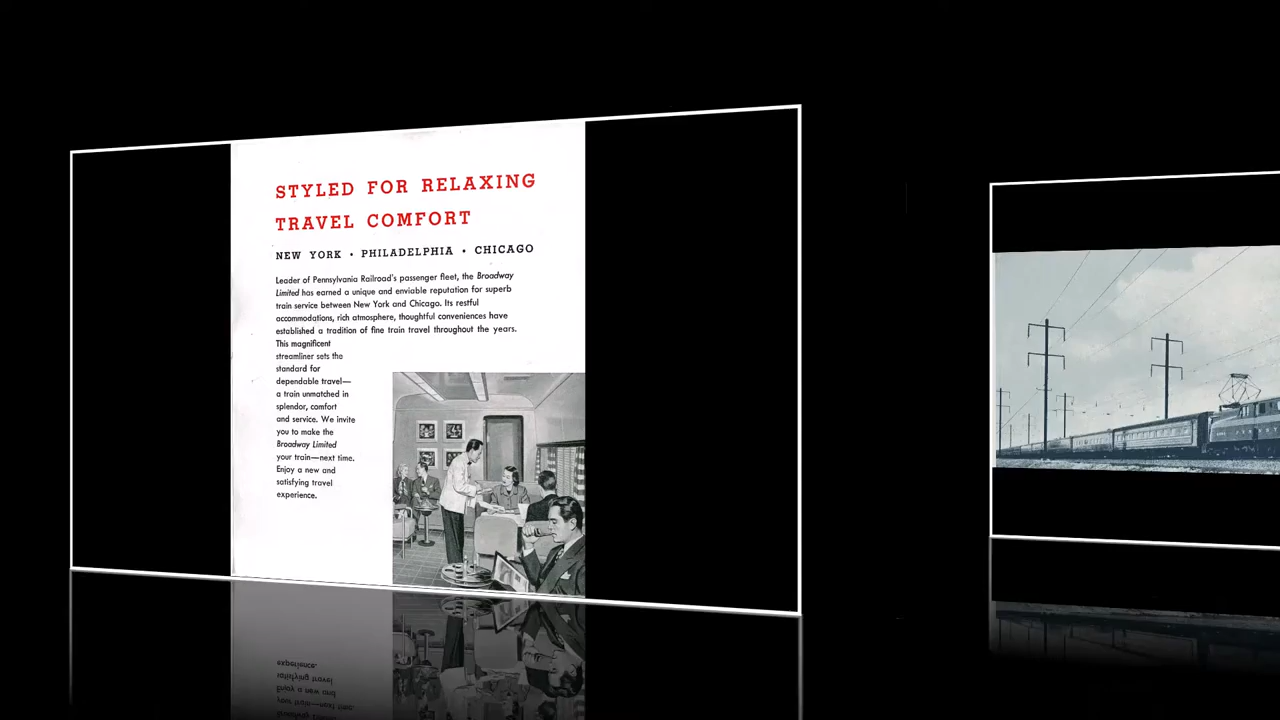 STYLED FOR RELAXING
TRAVEL COMFORT
NEW YORK • PHILADELPHIA • CHICAGO
Leader of Pennsylvania Railroad's passenger fleet, the Broadway
Limited has earned a unique and enviable reputation for superb
train service between New York and Chicago. Its restful
accommodations, rich atmosphere, thoughtful conveniences have
established a tradition of fine train travel throughout the years.
This magnificent
streamliner sets the
standard for
dependable travel—
a train unmatched in
splendor, comfort
and service. We invite
you to make the
Broadway Limited
your train—next time.
Enjoy a new and
satisfying travel
experience.